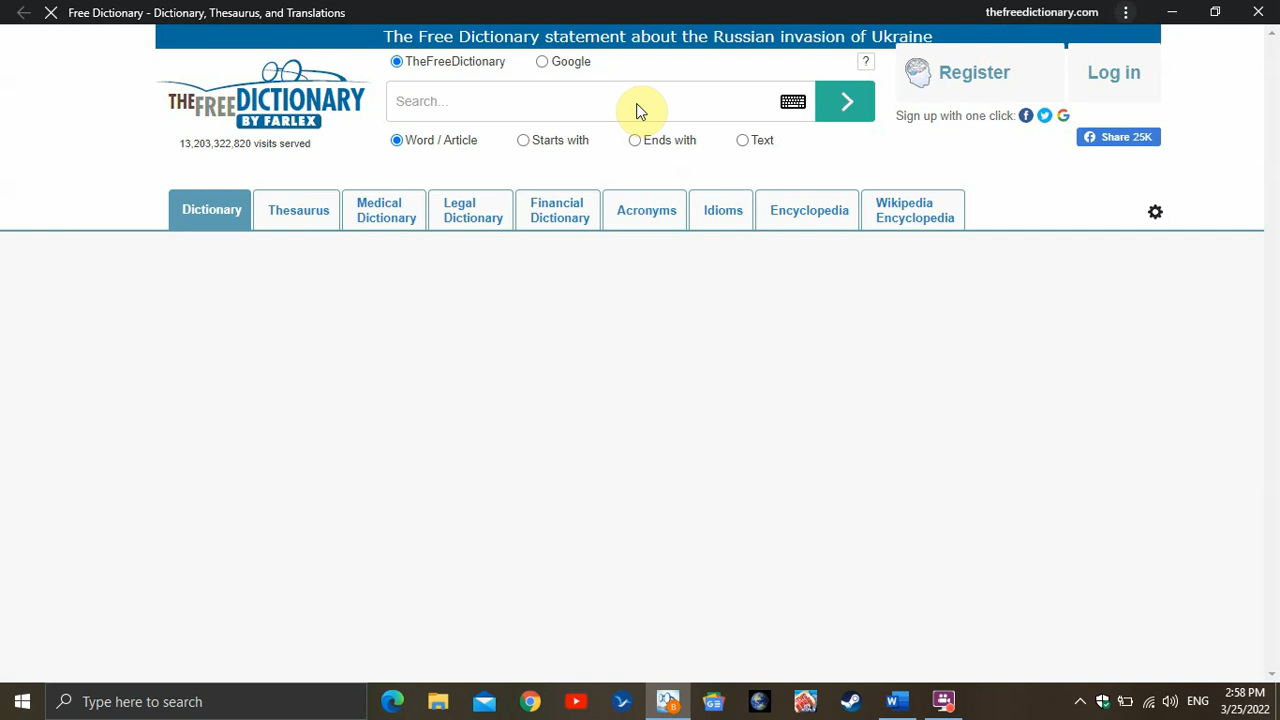 Free Dictionary - Dictionary, Thesaurus, and Translations
thefreedictionary.com
The Free Dictionary statement about the Russian invasion of Ukraine
TheFreeDictionary
Google
?
THE FREE DICTIONARY
BY FARLEX
13,203,322,820 visits served
Search...
Word / Article
Starts with
Ends with
Text
Register
Log in
Sign up with one click:
Share 25K
Dictionary
Thesaurus
Medical
Dictionary
Legal
Dictionary
Financial
Dictionary
Acronyms
Idioms
Encyclopedia
Wikipedia
Encyclopedia
Type here to search
ENG
2:58 PM
3/25/2022